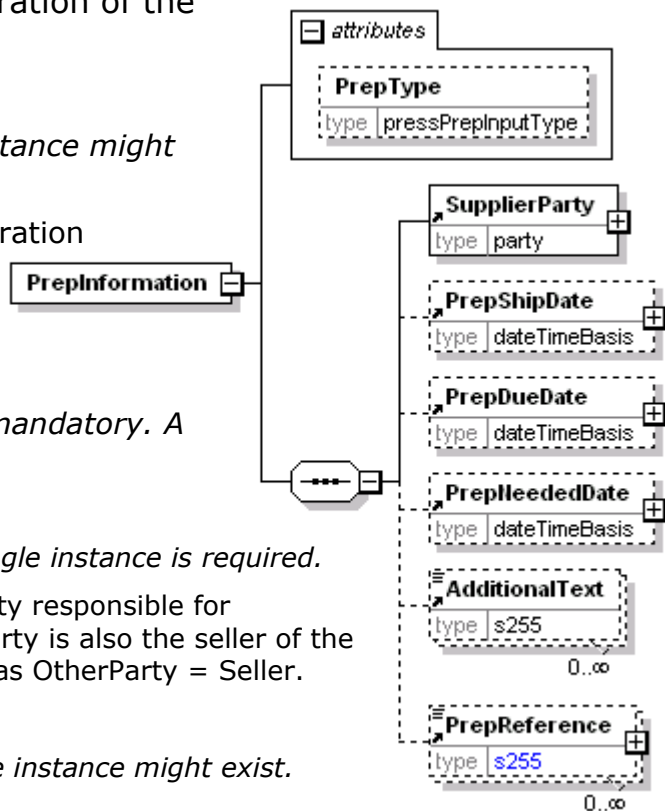 ration of the
attributes
PrepType
type pressPrepInputType
tance might
SupplierParty
type party
ration
PrepInformation
PrepShipDate
type dateTimeBasis
PrepDueDate
type dateTimeBasis
mandatory. A
PrepNeededDate
type dateTimeBasis
gle instance is required.
AdditionalText
type s255
0..∞
ty responsible for
arty is also the seller of the
as OtherParty = Seller.
PrepReference
type s255
0..∞
e instance might exist.